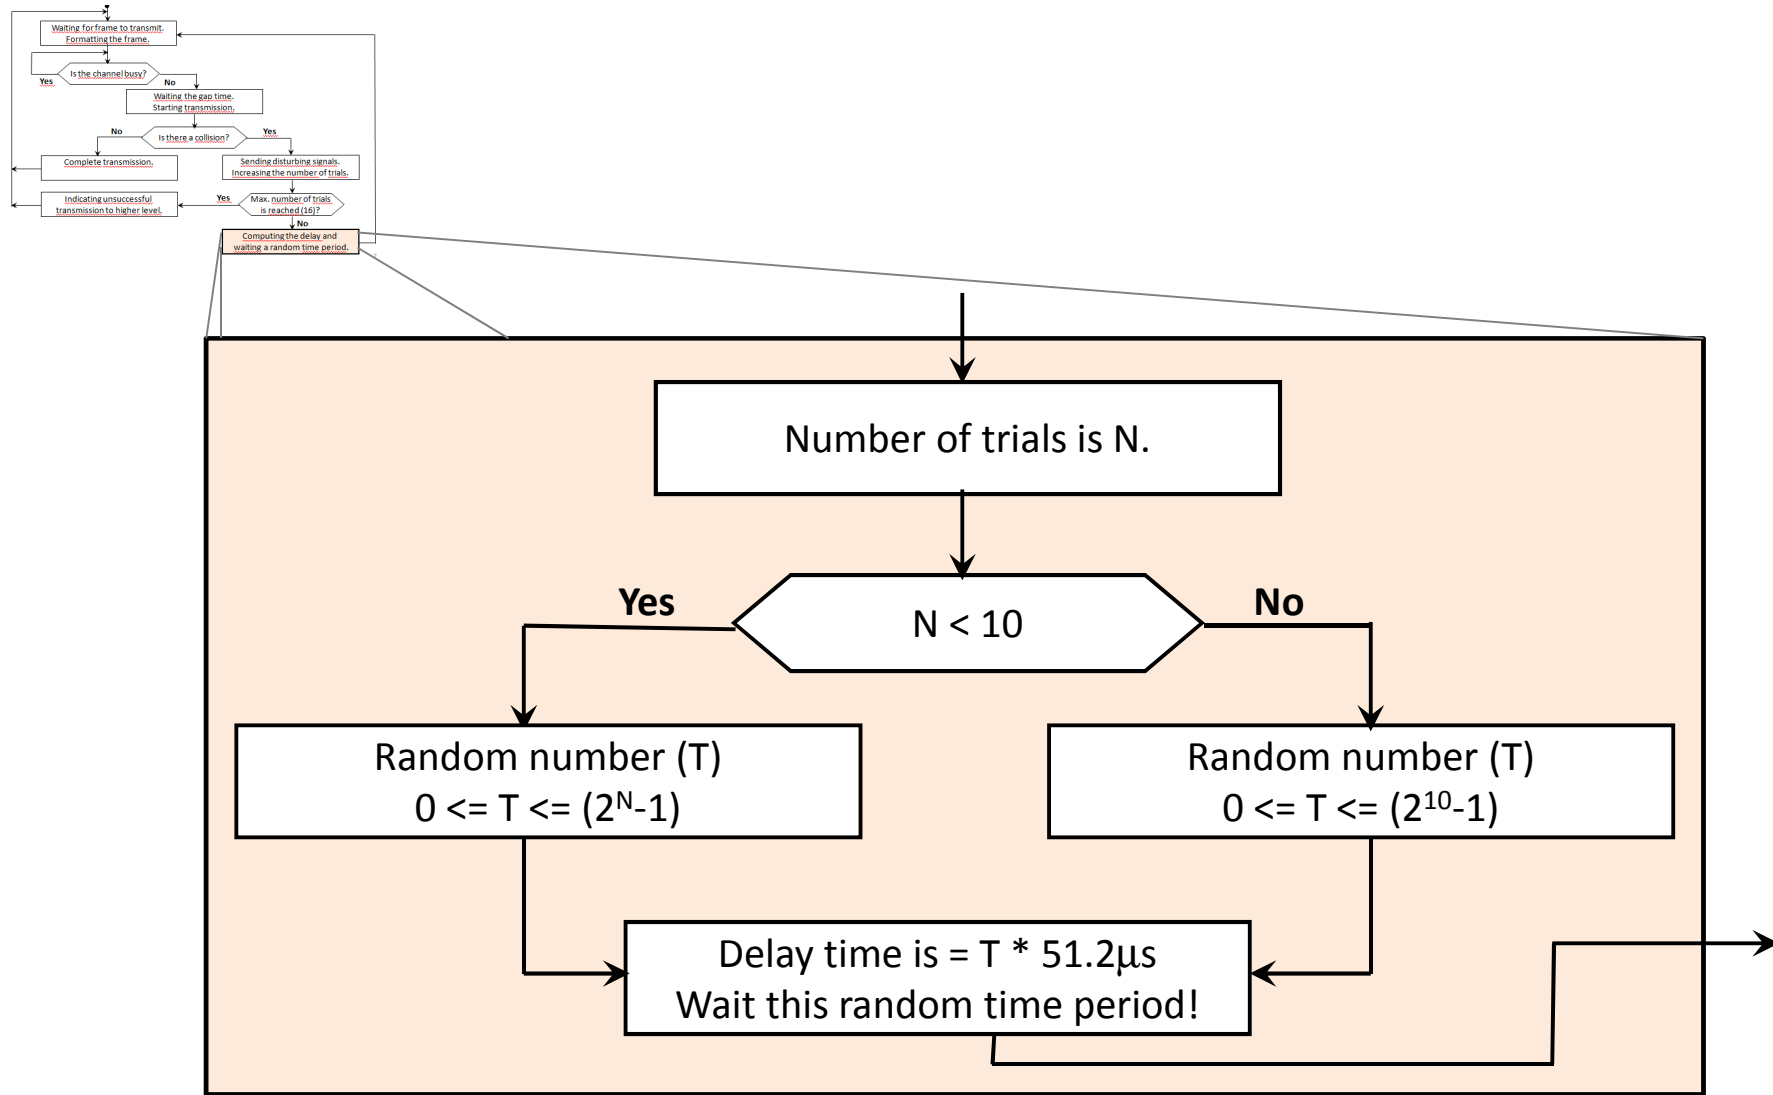 Waiting for frame to transmit.
Formatting the frame.
Is the channel busy?
Yes
No
Waiting the gap time.
Starting transmission.
No
Is there a collision?
Yes
Complete transmission.
Sending disturbing signals.
Increasing the number of trials.
Indicating unsuccessful
transmission to higher level.
Yes
Max. number of trials
is reached (16)?
No
Computing the delay and
waiting a random time period.
Number of trials is N.
Yes
N < 10
No
Random number (T)
0 <= T <= (2ᴺ-1)
Random number (T)
0 <= T <= (2¹⁰-1)
Delay time is = T * 51.2μs
Wait this random time period!